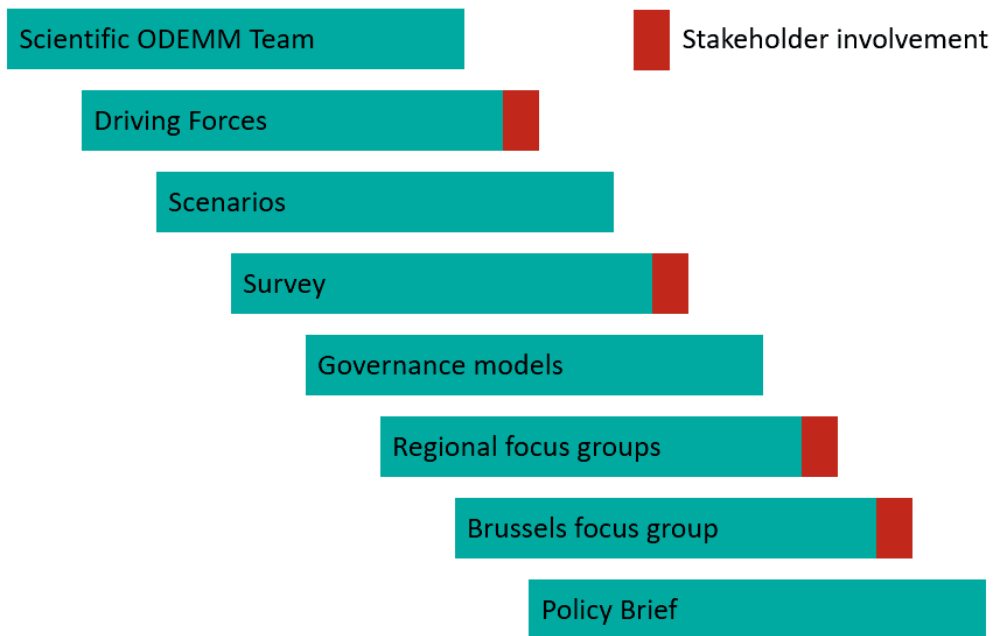 Scientific ODEMM Team
Stakeholder involvement
Driving Forces
Scenarios
Survey
Governance models
Regional focus groups
Brussels focus group
Policy Brief